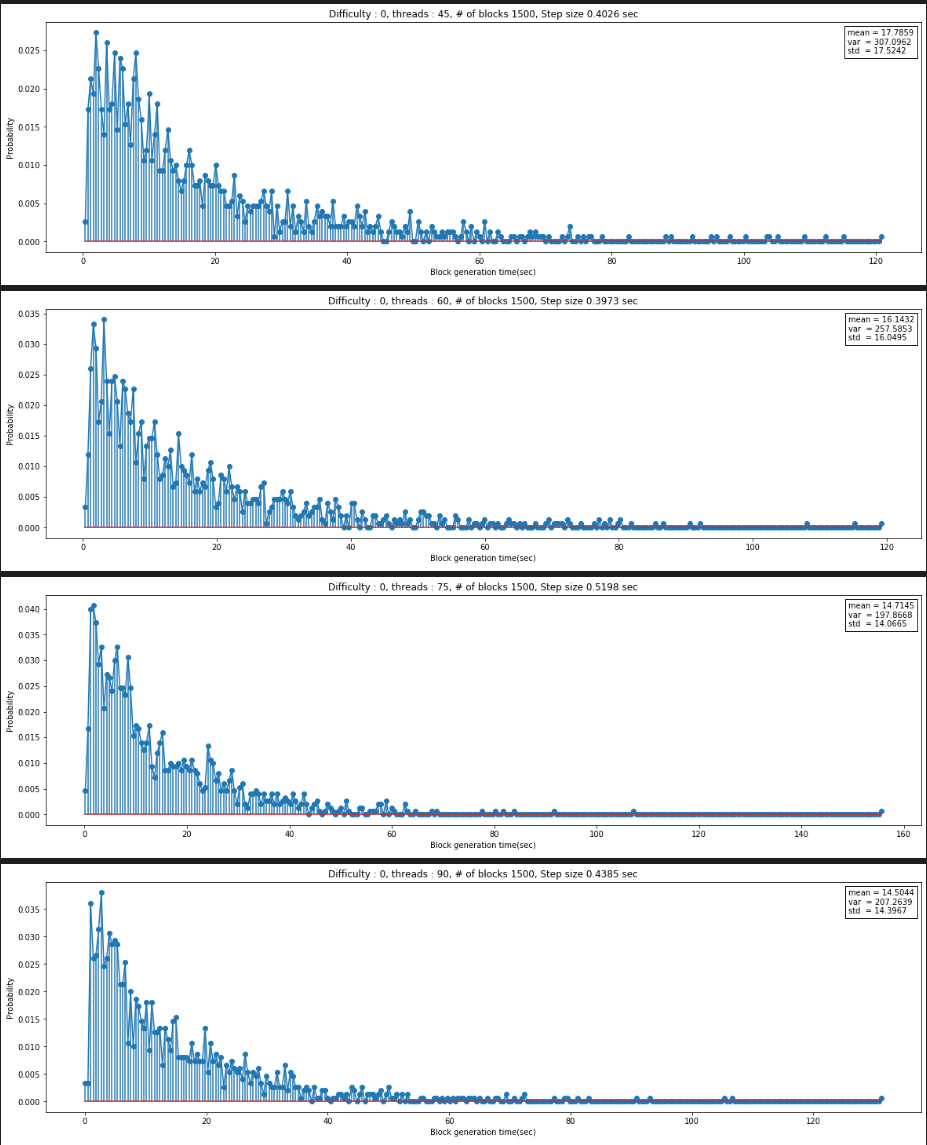 Difficulty : 0, threads : 45, # of blocks 1500, Step size 0.4026 sec
mean = 17.7859
var = 307.0962
std = 17.5242
0.025
0.020
0.015
0.010
0.005
0.000
Probability
0 20 40 60 80 100 120
Block generation time(sec)
Difficulty : 0, threads : 60, # of blocks 1500, Step size 0.3973 sec
mean = 16.1432
var = 257.5853
std = 16.0495
0.035
0.030
0.025
0.020
0.015
0.010
0.005
0.000
Probability
0 20 40 60 80 100 120
Block generation time(sec)
Difficulty : 0, threads : 75, # of blocks 1500, Step size 0.5198 sec
mean = 14.7145
var = 197.8668
std = 14.0665
0.040
0.035
0.030
0.025
0.020
0.015
0.010
0.005
0.000
Probability
0 20 40 60 80 100 120 140 160
Block generation time(sec)
Difficulty : 0, threads : 90, # of blocks 1500, Step size 0.4385 sec
mean = 14.5044
var = 207.2639
std = 14.3967
0.035
0.030
0.025
0.020
0.015
0.010
0.005
0.000
Probability
0 20 40 60 80 100 120
Block generation time(sec)